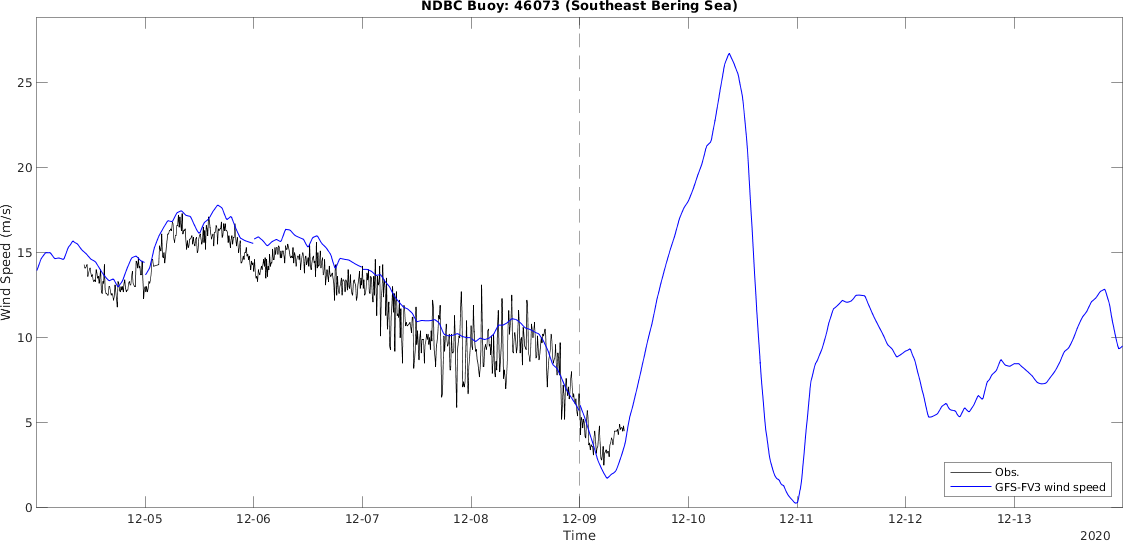 NDBC Buoy: 46073 (Southeast Bering Sea)
Wind Speed (m/s)
25
20
15
10
5
0
12-05 12-06 12-07 12-08 12-09 12-10 12-11 12-12 12-13
Time
2020
Obs.
GFS-FV3 wind speed